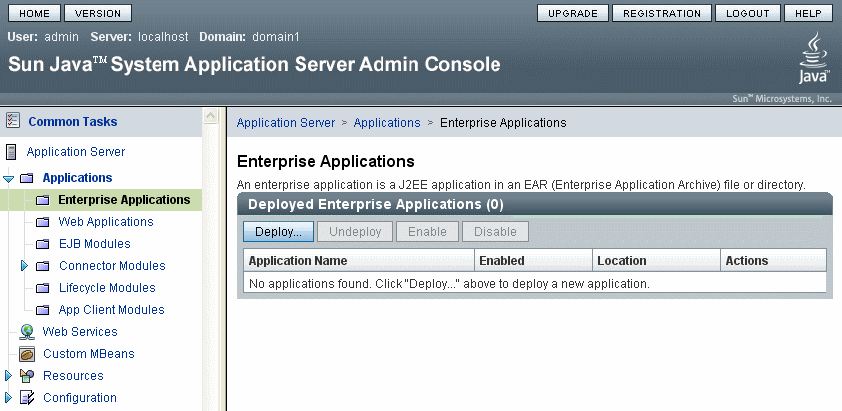 HOME VERSION UPGRADE REGISTRATION LOGOUT HELP
User: admin Server: localhost Domain: domain1
Sun Java™ System Application Server Admin Console
Java™
Sun™ Microsystems, Inc.
Common Tasks
Application Server
Applications
Enterprise Applications
Web Applications
EJB Modules
Connector Modules
Lifecycle Modules
App Client Modules
Web Services
Custom MBeans
Resources
Configuration
Application Server > Applications > Enterprise Applications
Enterprise Applications
An enterprise application is a J2EE application in an EAR (Enterprise Application Archive) file or directory.
Deployed Enterprise Applications (0)
Deploy... Undeploy Enable Disable
Application Name Enabled Location Actions
No applications found. Click "Deploy..." above to deploy a new application.